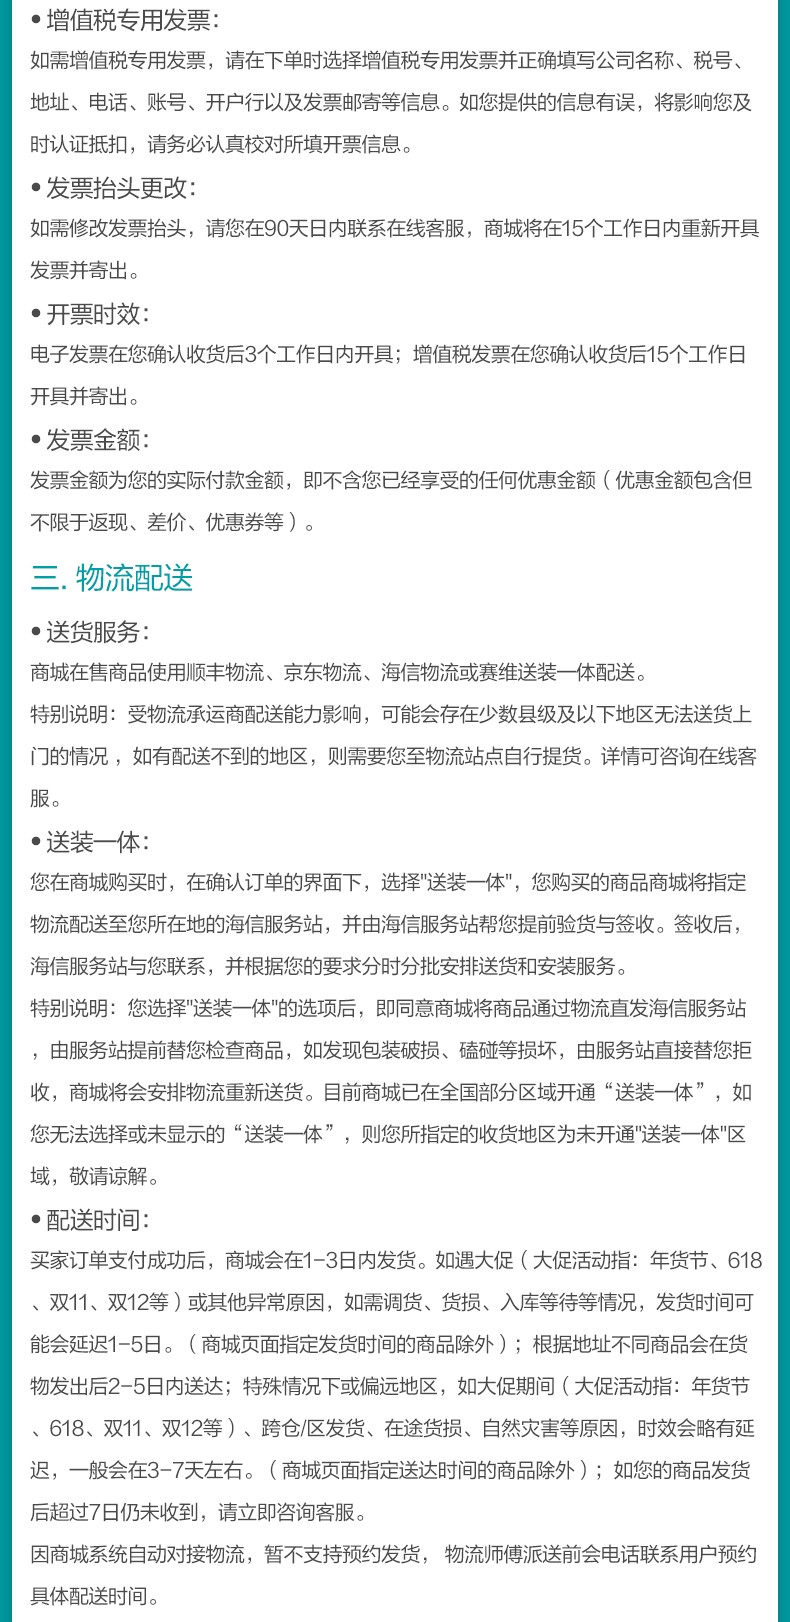 •增值税专用发票：
如需增值税专用发票，请在下单时选择增值税专用发票并正确填写公司名称、税号、
地址、电话、账号、开户行以及发票邮寄等信息。如您提供的信息有误，将影响您及
时认证抵扣，请务必认真校对所填开票信息。
•发票抬头更改：
如需修改发票抬头，请您在90天日内联系在线客服，商城将在15个工作日内重新开具
发票并寄出。
•开票时效：
电子发票在您确认收货后3个工作日内开具；增值税发票在您确认收货后15个工作日
开具并寄出。
•发票金额：
发票金额为您的实际付款金额，即不含您已经享受的任何优惠金额（优惠金额包含但
不限于返现、差价、优惠券等）。
三. 物流配送
•送货服务：
商城在售商品使用顺丰物流、京东物流、海信物流或赛维送装一体配送。
特别说明：受物流承运商配送能力影响，可能会存在少数县级及以下地区无法送货上
门的情况，如有配送不到的地区，则需要您至物流站点自行提货。详情可咨询在线客
服。
•送装一体：
您在商城购买时，在确认订单的界面下，选择"送装一体"，您购买的商品商城将指定
物流配送至您所在地的海信服务站，并由海信服务站帮您提前验货与签收。签收后，
海信服务站与您联系，并根据您的要求分时分批安排送货和安装服务。
特别说明：您选择"送装一体"的选项后，即同意商城将商品通过物流直发海信服务站
，由服务站提前替您检查商品，如发现包装破损、磕碰等损坏，由服务站直接替您拒
收，商城将会安排物流重新送货。目前商城已在全国部分区域开通“送装一体”，如
您无法选择或未显示的“送装一体”，则您所指定的收货地区为未开通"送装一体"区
域，敬请谅解。
•配送时间：
买家订单支付成功后，商城会在1-3日内发货。如遇大促（大促活动指：年货节、618
、双11、双12等）或其他异常原因，如需调货、货损、入库等待等情况，发货时间可
能会延迟1-5日。（商城页面指定发货时间的商品除外）；根据地址不同商品会在货
物发出后2-5日内送达；特殊情况下或偏远地区，如大促期间（大促活动指：年货节
、618、双11、双12等）、跨仓/区发货、在途货损、自然灾害等原因，时效会略有延
迟，一般会在3-7天左右。（商城页面指定送达时间的商品除外）；如您的商品发货
后超过7日仍未收到，请立即咨询客服。
因商城系统自动对接物流，暂不支持预约发货， 物流师傅派送前会电话联系用户预约
具体配送时间。